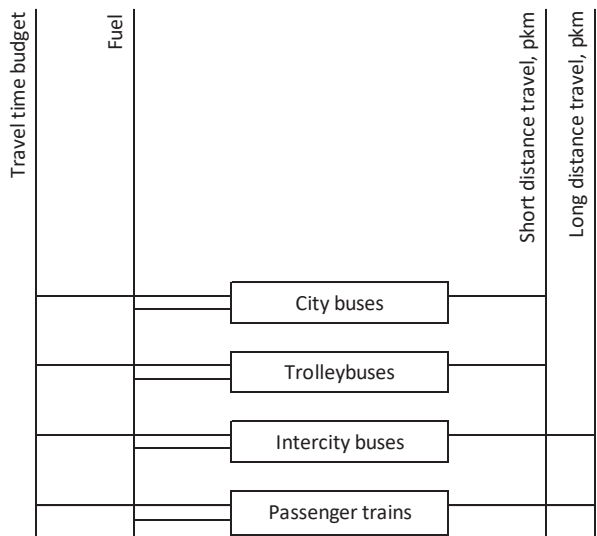 Travel time budget
Fuel
Short distance travel, pkm
Long distance travel, pkm
City buses
Trolleybuses
Intercity buses
Passenger trains